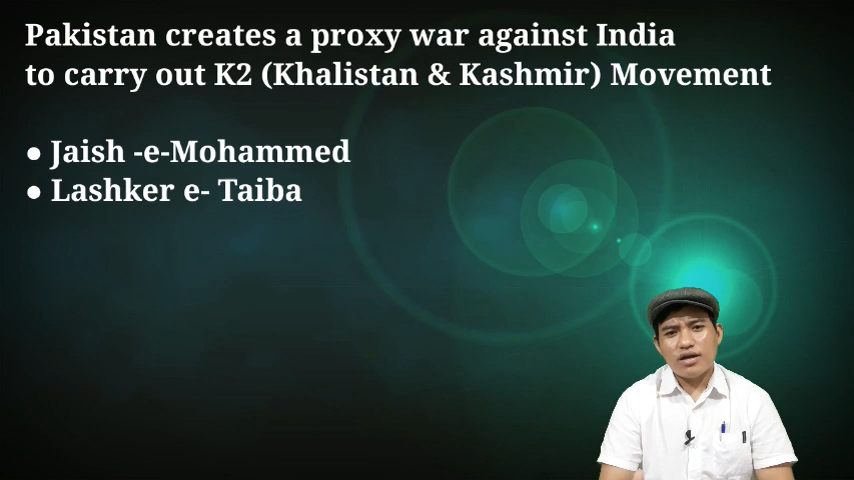 Pakistan creates a proxy war against India
to carry out K2 (Khalistan & Kashmir) Movement
● Jaish -e-Mohammed
● Lashker e- Taiba